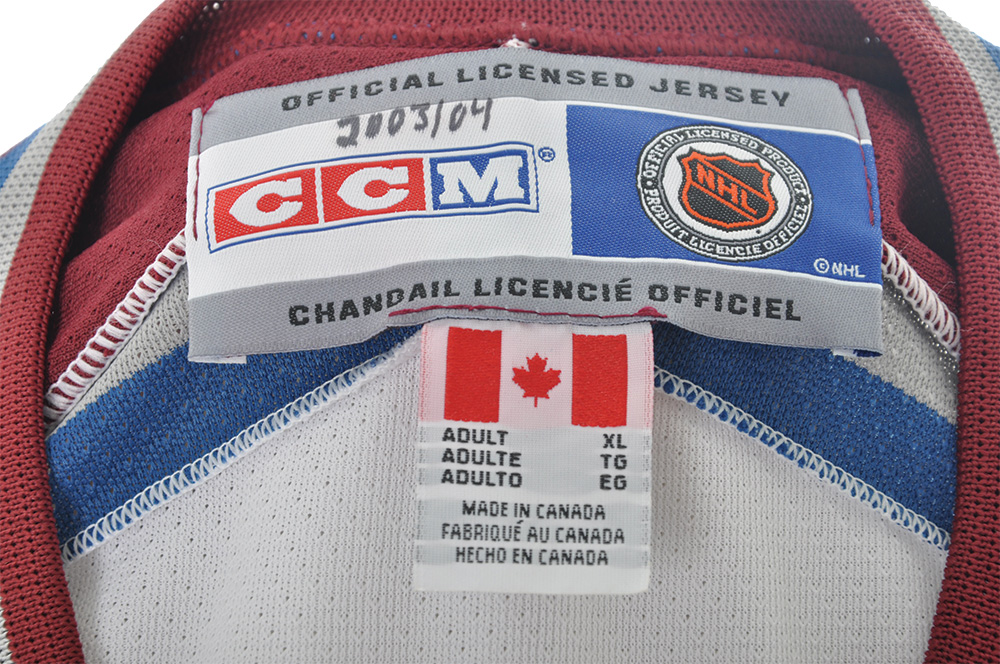 OFFICIAL LICENSED JERSEY
2003/04
CCM®
OFFICIAL LICENSED PRODUCT
NHL
PRODUIT LICENCIE OFFICIEL
© NHL
CHANDAIL LICENCIÉ OFFICIEL
ADULT XL
ADULTE TG
ADULTO EG
MADE IN CANADA
FABRIQUÉ AU CANADA
HECHO EN CANADA